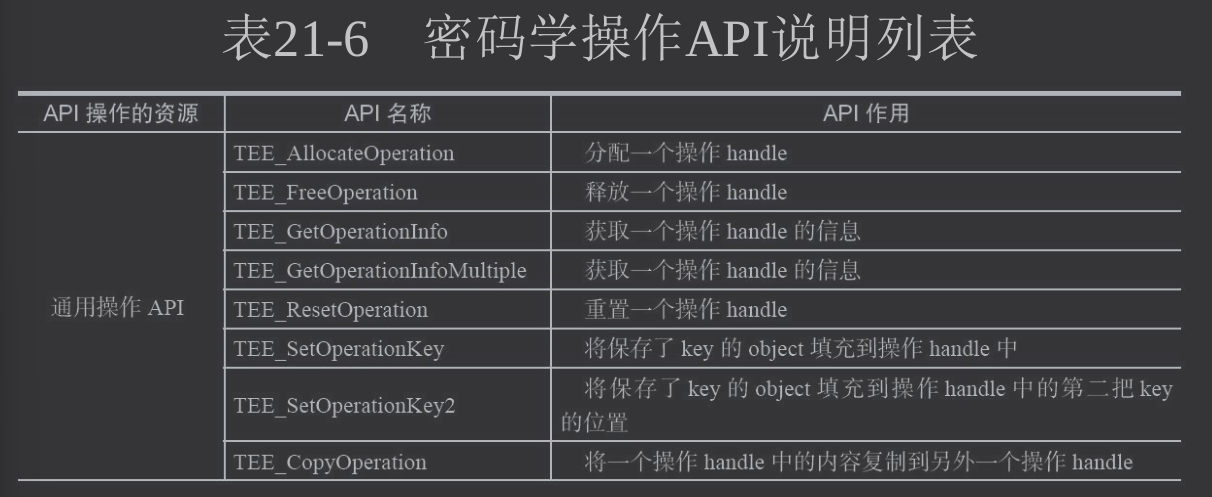 表21-6 密码学操作API说明列表
API 操作的资源 API 名称 API 作用
TEE_AllocateOperation 分配一个操作 handle
TEE_FreeOperation 释放一个操作 handle
TEE_GetOperationInfo 获取一个操作 handle 的信息
TEE_GetOperationInfoMultiple 获取一个操作 handle 的信息
通用操作 API TEE_ResetOperation 重置一个操作 handle
TEE_SetOperationKey 将保存了 key 的 object 填充到操作 handle 中
TEE_SetOperationKey2 将保存了 key 的 object 填充到操作 handle 中的第二把 key
的位置
TEE_CopyOperation 将一个操作 handle 中的内容复制到另外一个操作 handle